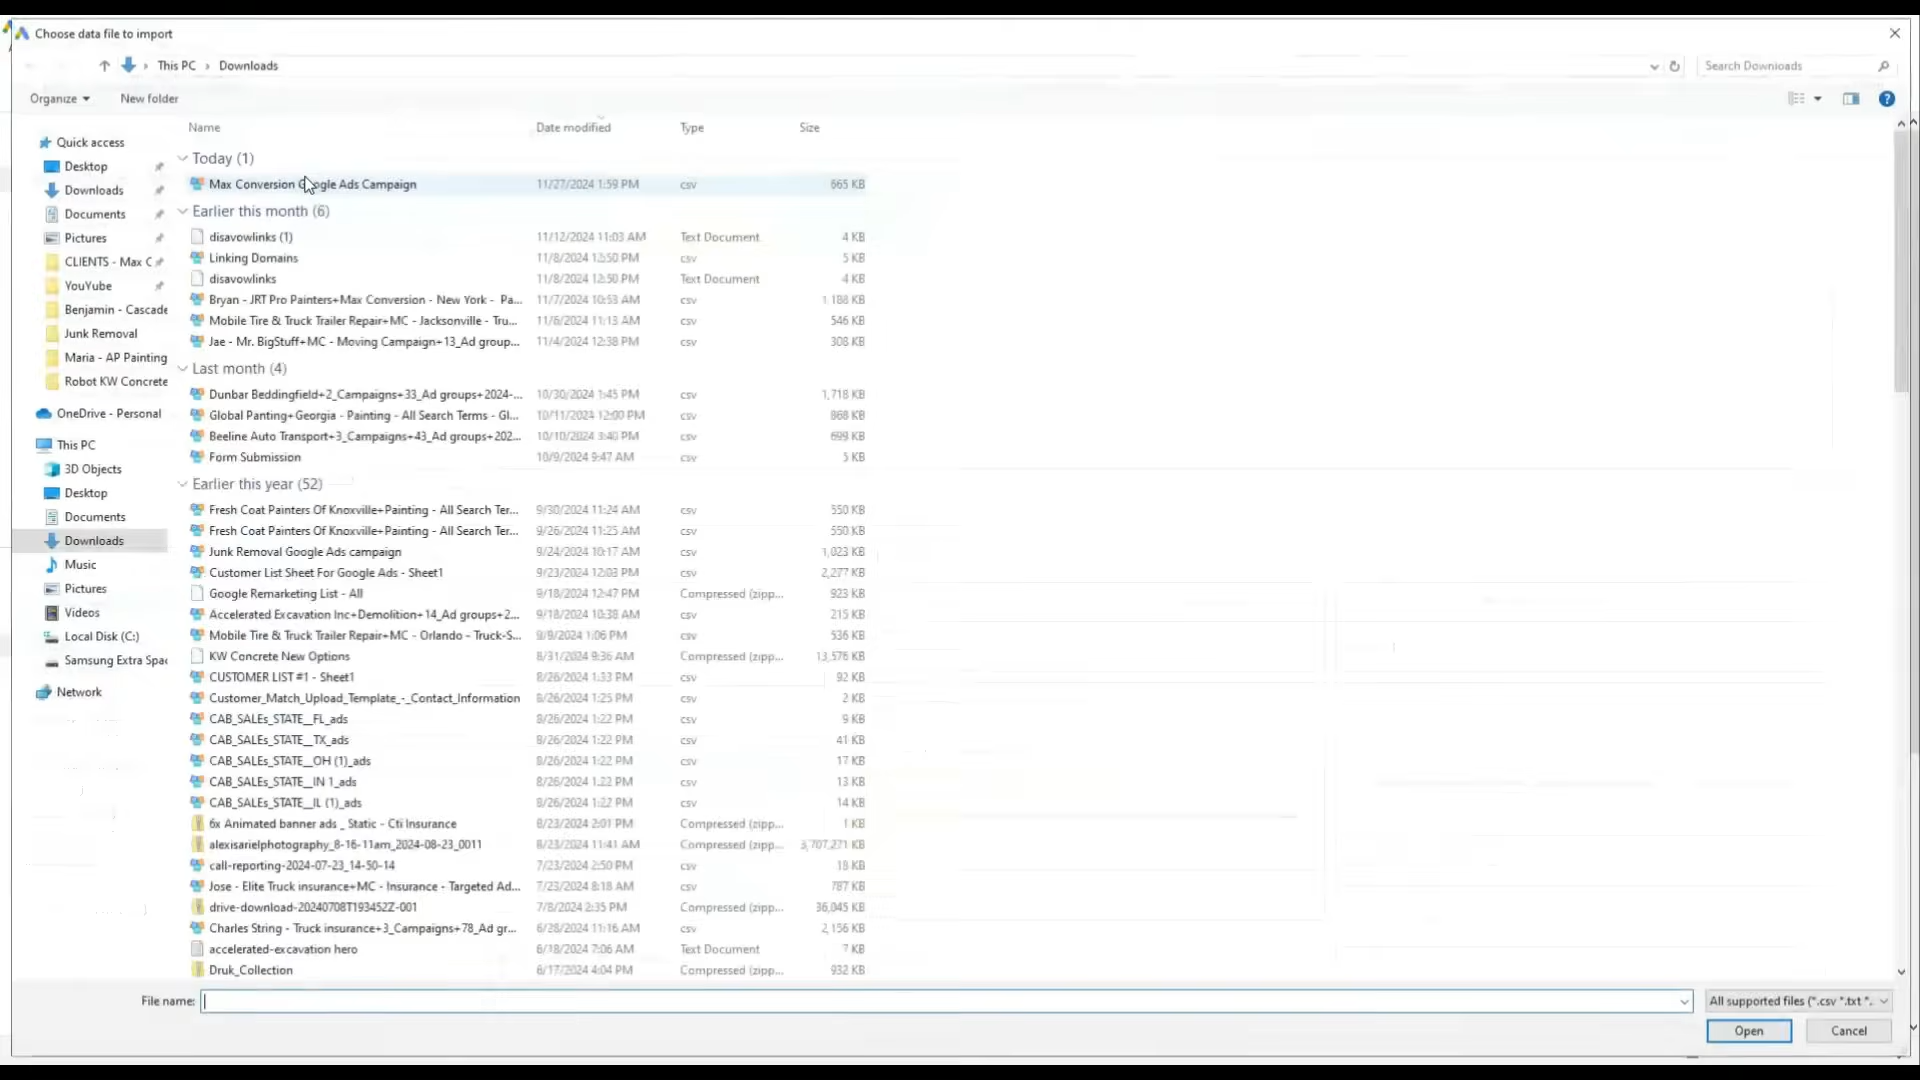 Choose data file to import
This PC > Downloads
Search Downloads
Organize
New folder
Name
Date modified
Type
Size
Quick access
Desktop
Downloads
Documents
Pictures
CLIENTS - Max C
YouTube
Benjamin - Cascade
Junk Removal
Maria - AP Painting
Robot KW Concrete
OneDrive - Personal
This PC
3D Objects
Desktop
Documents
Downloads
Music
Pictures
Videos
Local Disk (C:)
Samsung Extra Spac
Network
Today (1)
Max Conversion Google Ads Campaign 11/27/2024 1:59 PM csv 665 KB
Earlier this month (6)
disavowlinks (1) 11/12/2024 11:03 AM Text Document 4 KB
Linking Domains 11/8/2024 12:50 PM csv 5 KB
disavowlinks 11/8/2024 12:50 PM Text Document 4 KB
Bryan - JRT Pro Painters+Max Conversion - New York - Pa... 11/7/2024 10:53 AM csv 1,188 KB
Mobile Tire & Truck Trailer Repair+MC - Jacksonville - Tru... 11/6/2024 11:13 AM csv 546 KB
Jae - Mr. BigStuff+MC - Moving Campaign+13_Ad group... 11/4/2024 12:38 PM csv 308 KB
Last month (4)
Dunbar Beddingfield+2_Campaigns+33_Ad groups+2024-... 10/30/2024 1:45 PM csv 1,718 KB
Global Panting+Georgia - Painting - All Search Terms - Gl... 10/11/2024 12:00 PM csv 868 KB
Beeline Auto Transport+3_Campaigns+43_Ad groups+202... 10/10/2024 3:40 PM csv 699 KB
Form Submission 10/9/2024 9:47 AM csv 3 KB
Earlier this year (52)
Fresh Coat Painters Of Knoxville+Painting - All Search Ter... 9/30/2024 11:24 AM csv 550 KB
Fresh Coat Painters Of Knoxville+Painting - All Search Ter... 9/26/2024 11:25 AM csv 550 KB
Junk Removal Google Ads campaign 9/24/2024 10:17 AM csv 1,023 KB
Customer List Sheet For Google Ads - Sheet1 9/23/2024 12:03 PM csv 2,277 KB
Google Remarketing List - All 9/18/2024 12:47 PM Compressed (zipp... 923 KB
Accelerated Excavation Inc+Demolition+14_Ad groups+2... 9/18/2024 10:38 AM csv 215 KB
Mobile Tire & Truck Trailer Repair+MC - Orlando - Truck-S... 9/9/2024 1:06 PM csv 536 KB
KW Concrete New Options 8/31/2024 9:36 AM Compressed (zipp... 13,576 KB
CUSTOMER LIST #1 - Sheet1 8/26/2024 1:33 PM csv 92 KB
Customer_Match_Upload_Template_-_Contact_Information 8/26/2024 1:25 PM csv 2 KB
CAB_SALEs_STATE__FL_ads 8/26/2024 1:22 PM csv 9 KB
CAB_SALEs_STATE__TX_ads 8/26/2024 1:22 PM csv 41 KB
CAB_SALEs_STATE__OH (1)_ads 8/26/2024 1:22 PM csv 17 KB
CAB_SALEs_STATE__IN 1_ads 8/26/2024 1:22 PM csv 13 KB
CAB_SALEs_STATE__IL (1)_ads 8/26/2024 1:22 PM csv 14 KB
6x Animated banner ads _ Static - Cti Insurance 8/23/2024 2:01 PM Compressed (zipp... 1 KB
alexisarielphotography_8-16-11am_2024-08-23_0011 8/23/2024 11:41 AM Compressed (zipp... 3,707,271 KB
call-reporting-2024-07-23_14-50-14 7/23/2024 2:50 PM csv 18 KB
Jose - Elite Truck insurance+MC - Insurance - Targeted Ad... 7/23/2024 8:18 AM csv 787 KB
drive-download-20240708T193452Z-001 7/8/2024 2:35 PM Compressed (zipp... 36,045 KB
Charles String - Truck insurance+3_Campaigns+78_Ad gr... 6/28/2024 11:16 AM csv 2,156 KB
accelerated-excavation hero 6/18/2024 7:06 AM Text Document 7 KB
Druk_Collection 6/17/2024 4:04 PM Compressed (zipp... 932 KB
File name:
All supported files (*.csv *.txt *.
Open
Cancel